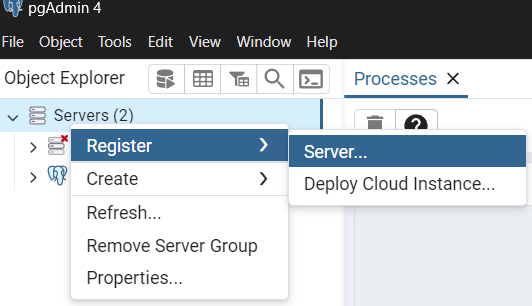 pgAdmin 4
File Object Tools Edit View Window Help
Object Explorer
Processes
Servers (2)
Register
Server...
Create
Deploy Cloud Instance...
Refresh...
Remove Server Group
Properties...